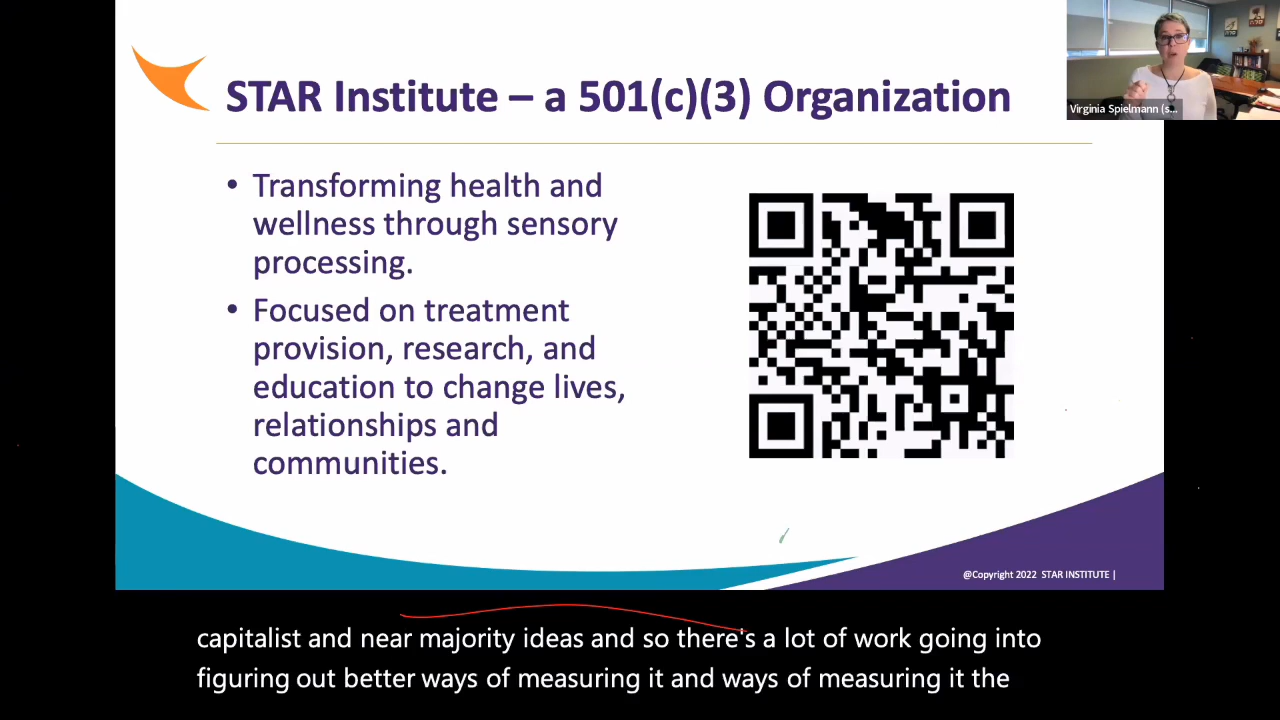 STAR Institute – a 501(c)(3) Organization
• Transforming health and
wellness through sensory
processing.
• Focused on treatment
provision, research, and
education to change lives,
relationships and
communities.
Virginia Spielmann (s...
@Copyright 2022 STAR INSTITUTE |
capitalist and near majority ideas and so there's a lot of work going into
figuring out better ways of measuring it and ways of measuring it the